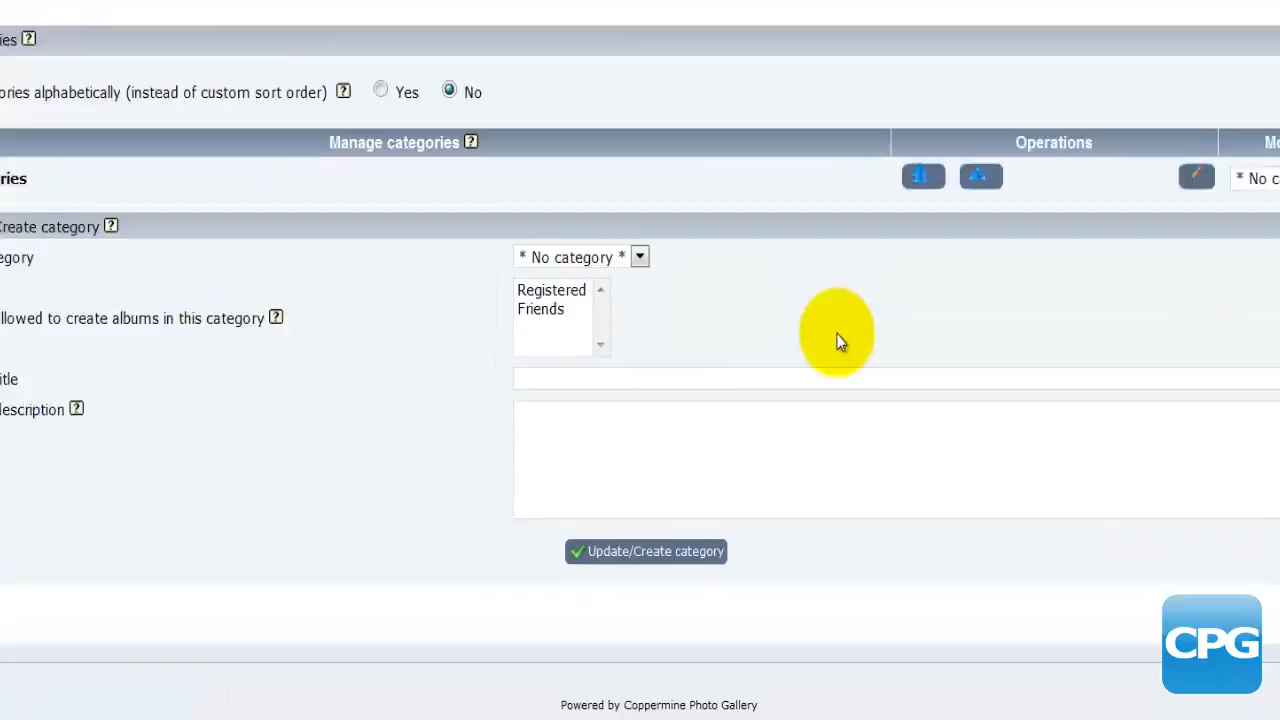 ies ?
ories alphabetically (instead of custom sort order) ? Yes No
Manage categories ? Operations Mo
ries * No c
Create category ?
egory * No category *
Registered
Friends
llowed to create albums in this category ?
itle
description ?
Update/Create category
CPG
Powered by Coppermine Photo Gallery